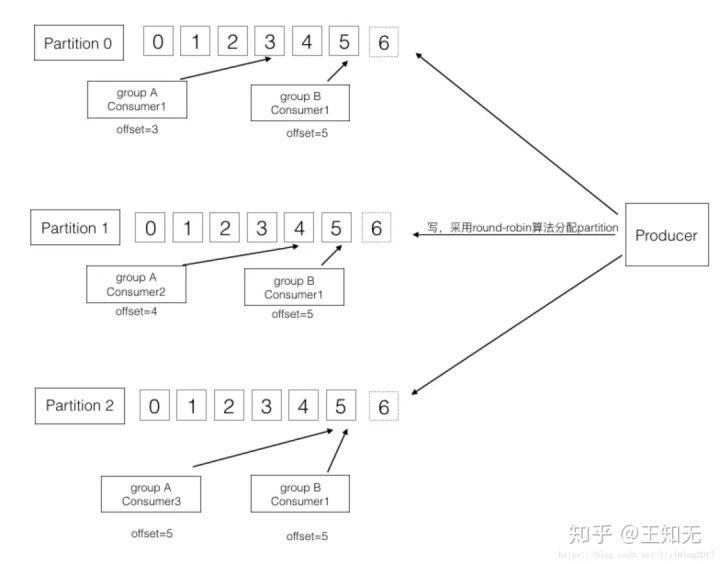 Partition 0
0 1 2 3 4 5 6
group A
Consumer1
offset=3
group B
Consumer1
offset=5
Partition 1
0 1 2 3 4 5 6
写，采用round-robin算法分配partition
Producer
group A
Consumer2
offset=4
group B
Consumer1
offset=5
Partition 2
0 1 2 3 4 5 6
group A
Consumer3
offset=5
group B
Consumer1
offset=5
知乎 @王知无
https://blog.csdn.net/liyiming2017